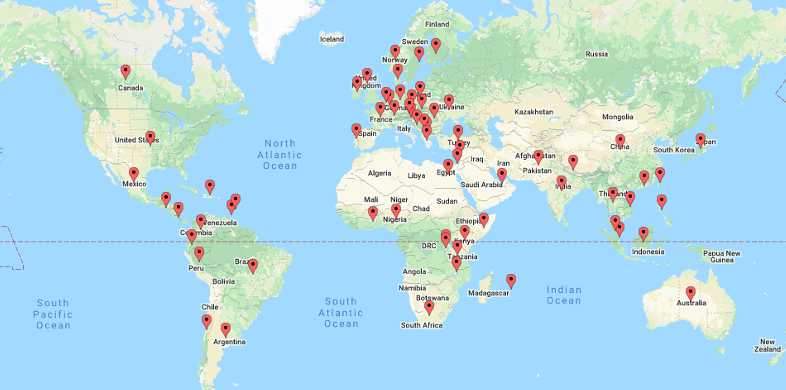 Finland
Iceland
Sweden
Norway
Russia
Canada
United
Kingdom
Ukraine
Kazakhstan
Mongolia
France
Spain
Italy
United States
North
Atlantic
Ocean
China
South Korea
Japan
Afghanistan
Iraq
Iran
Pakistan
Algeria
Libya
Egypt
Saudi Arabia
India
Mexico
Mali
Niger
Chad
Sudan
Nigeria
Ethiopia
Thailand
Venezuela
Colombia
DRC
Kenya
Tanzania
Indonesia
Papua New
Guinea
Peru
Brazil
Bolivia
Angola
Namibia
Botswana
Madagascar
Indian
Ocean
South
Pacific
Ocean
South
Atlantic
Ocean
Chile
Australia
South Africa
Argentina
New
Zealand